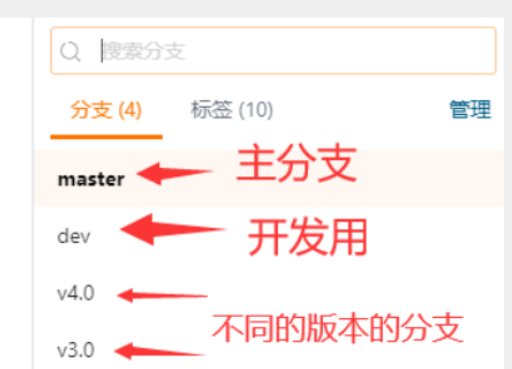 搜索分支
分支 (4) 标签 (10) 管理
master 主分支
dev 开发用
v4.0
不同的版本的分支
v3.0